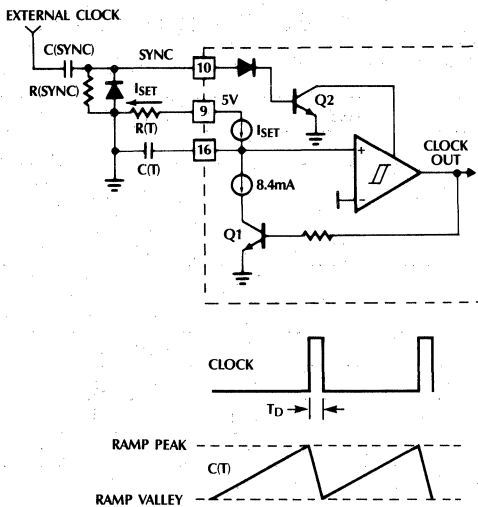 EXTERNAL CLOCK
C(SYNC)
SYNC
10
R(SYNC)
ISET
9
5V
Q2
R(T)
ISET
CLOCK
OUT
16
+
C(T)
8.4mA
-
Q1
CLOCK
TD
RAMP PEAK
C(T)
RAMP VALLEY